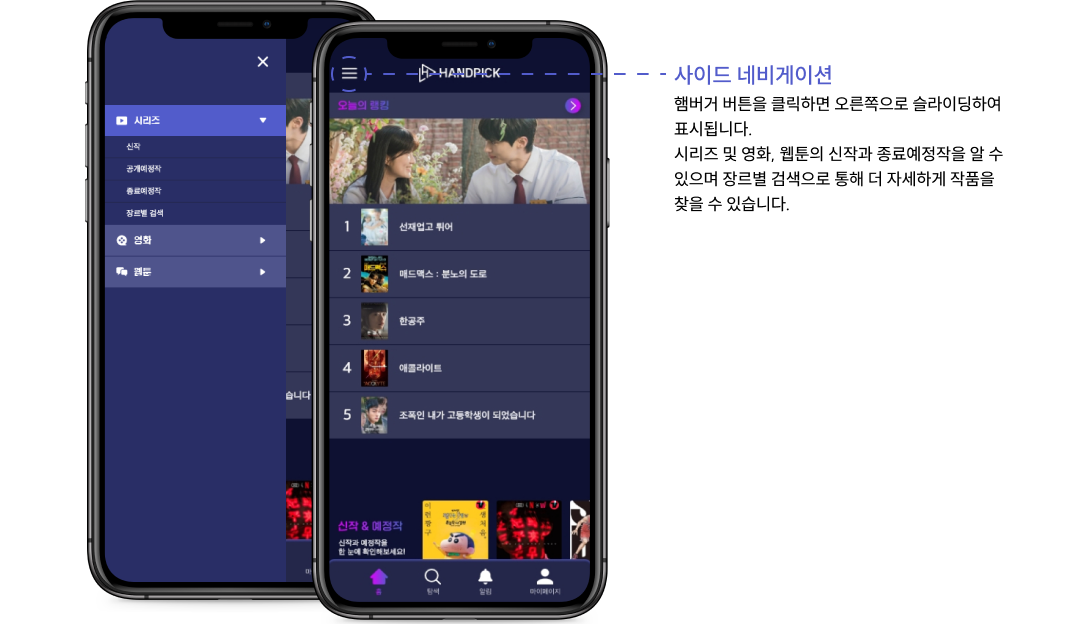 시리즈
신작
공개예정작
종료예정작
장르별 검색
영화
웹툰
습니다
HANDPICK
오늘의 랭킹
1 선재업고 튀어
2 매드맥스 : 분노의 도로
3 한공주
4 애콜라이트
5 조폭인 내가 고등학생이 되었습니다
신작 & 예정작
신작과 예정작을
한 눈에 확인해보세요!
홈
탐색
알림
마이페이지
사이드 네비게이션
햄버거 버튼을 클릭하면 오른쪽으로 슬라이딩하여
표시됩니다.
시리즈 및 영화, 웹툰의 신작과 종료예정작을 알 수
있으며 장르별 검색으로 통해 더 자세하게 작품을
찾을 수 있습니다.